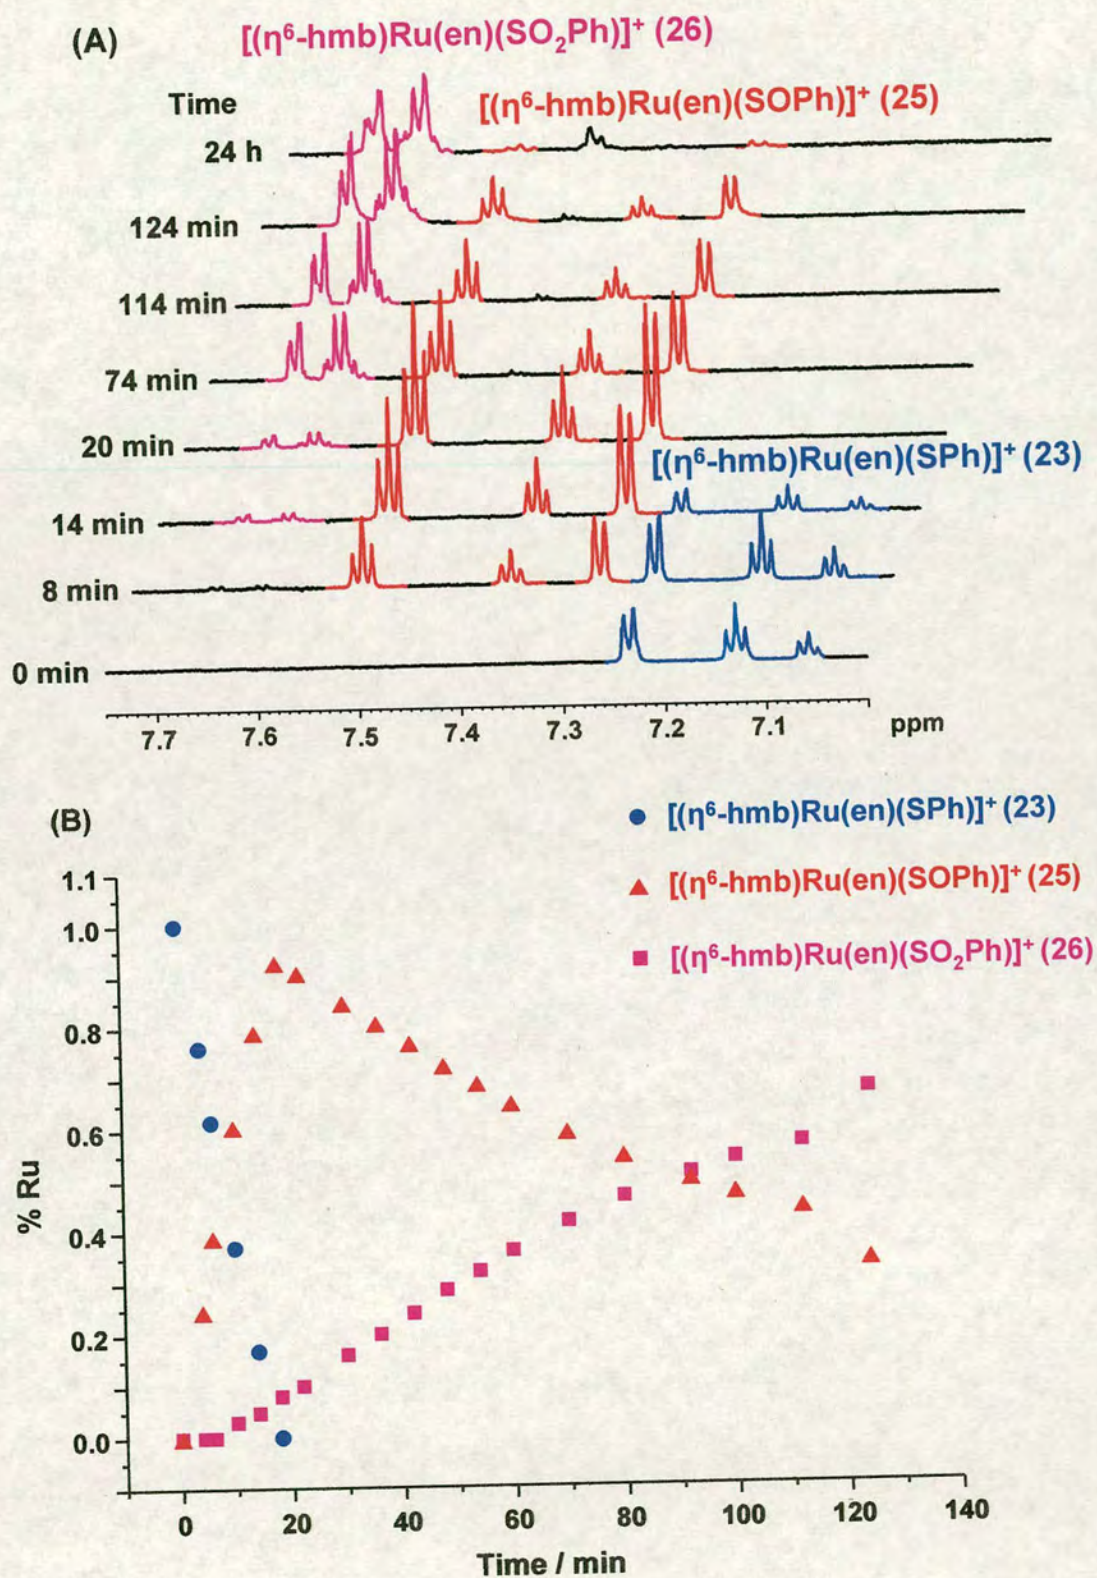 (A)
[(η⁶-hmb)Ru(en)(SO₂Ph)]⁺ (26)
Time
[(η⁶-hmb)Ru(en)(SOPh)]⁺ (25)
24 h
124 min
114 min
74 min
20 min
[(η⁶-hmb)Ru(en)(SPh)]⁺ (23)
14 min
8 min
0 min
7.7 7.6 7.5 7.4 7.3 7.2 7.1 ppm
(B)
[(η⁶-hmb)Ru(en)(SPh)]⁺ (23)
[(η⁶-hmb)Ru(en)(SOPh)]⁺ (25)
[(η⁶-hmb)Ru(en)(SO₂Ph)]⁺ (26)
1.1
1.0
0.8
0.6
0.4
0.2
0.0
% Ru
0 20 40 60 80 100 120 140
Time / min